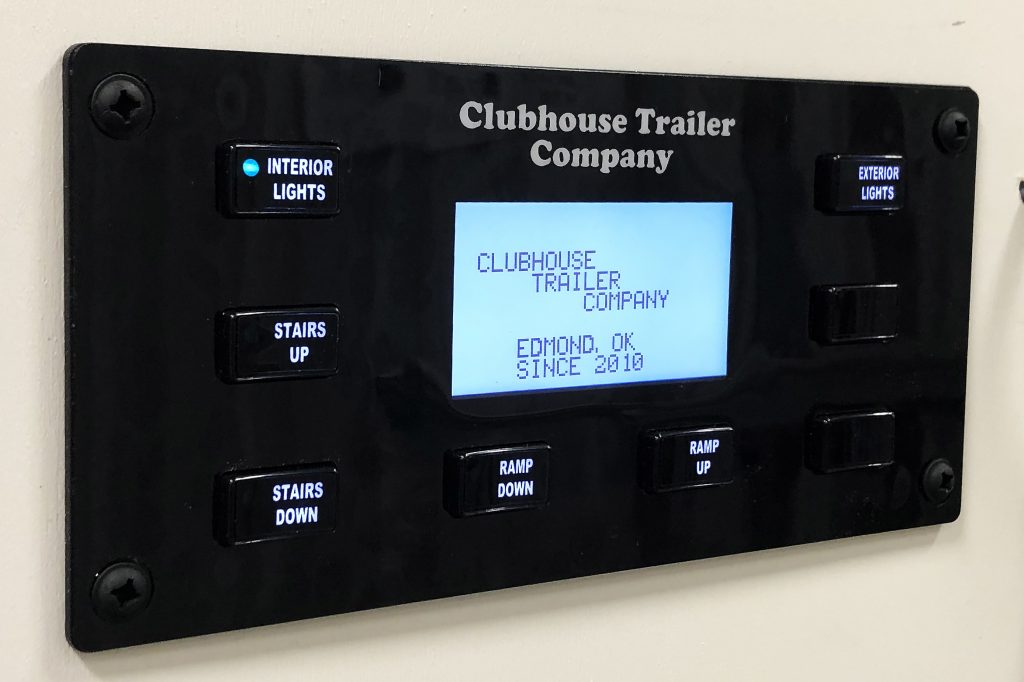 Clubhouse Trailer
Company
INTERIOR
LIGHTS
EXTERIOR
LIGHTS
CLUBHOUSE
TRAILER
COMPANY
EDMOND, OK
SINCE 2010
STAIRS
UP
STAIRS
DOWN
RAMP
DOWN
RAMP
UP